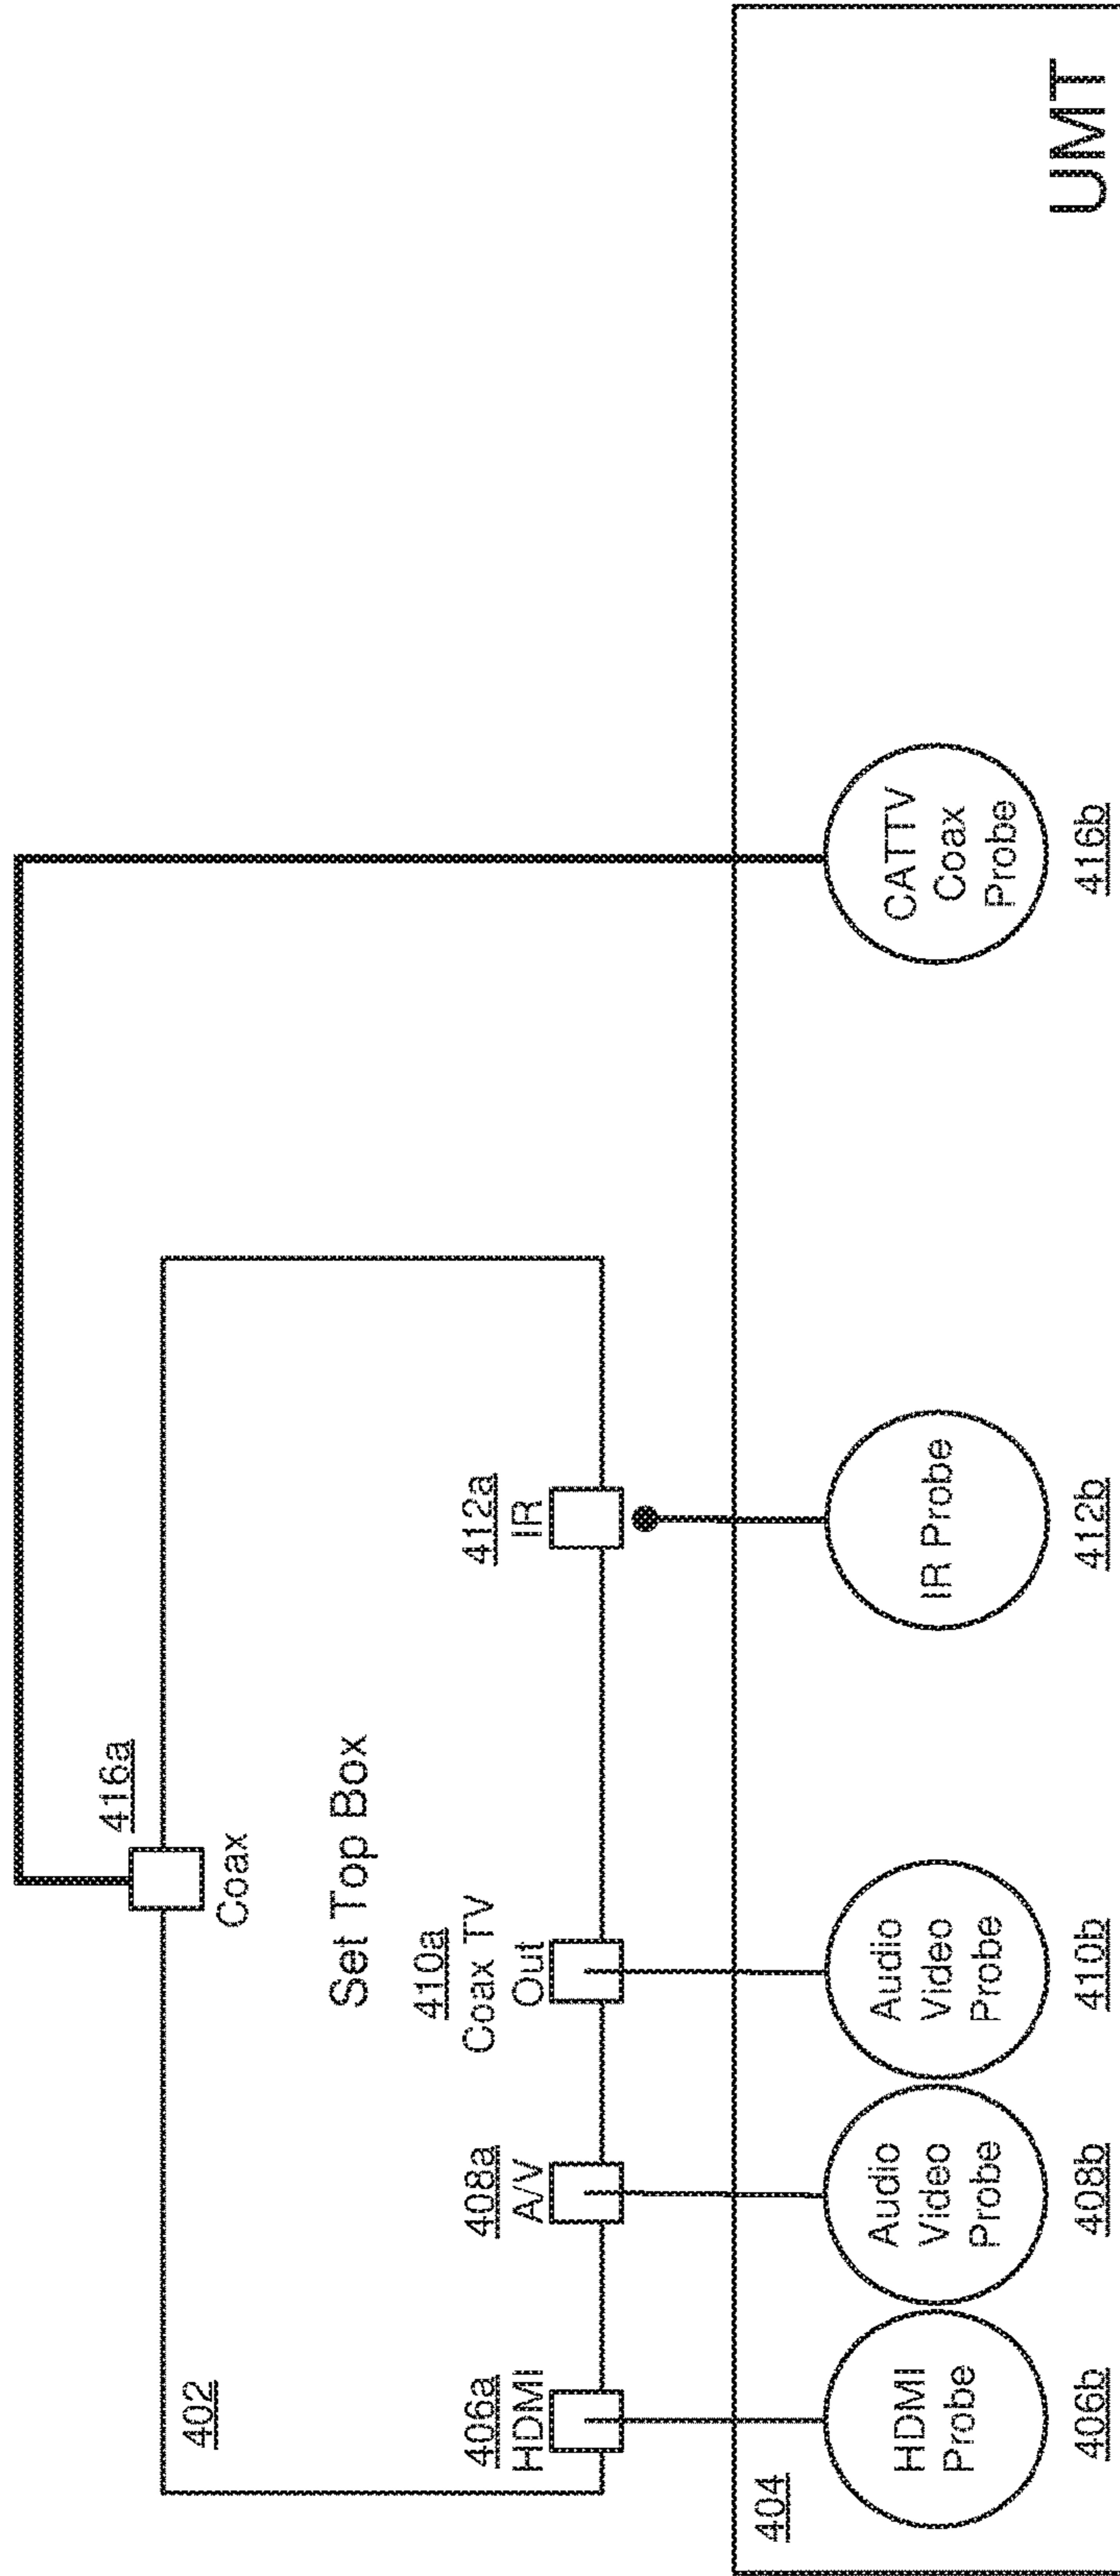 416a
Coax
402
Set Top Box
406a
HDMI
408a
A/V
410a
Coax TV
Out
412a
IR
404
HDMI
Probe
406b
Audio
Video
Probe
408b
Audio
Video
Probe
410b
IR Probe
412b
CATTV
Coax
Probe
416b
UMT